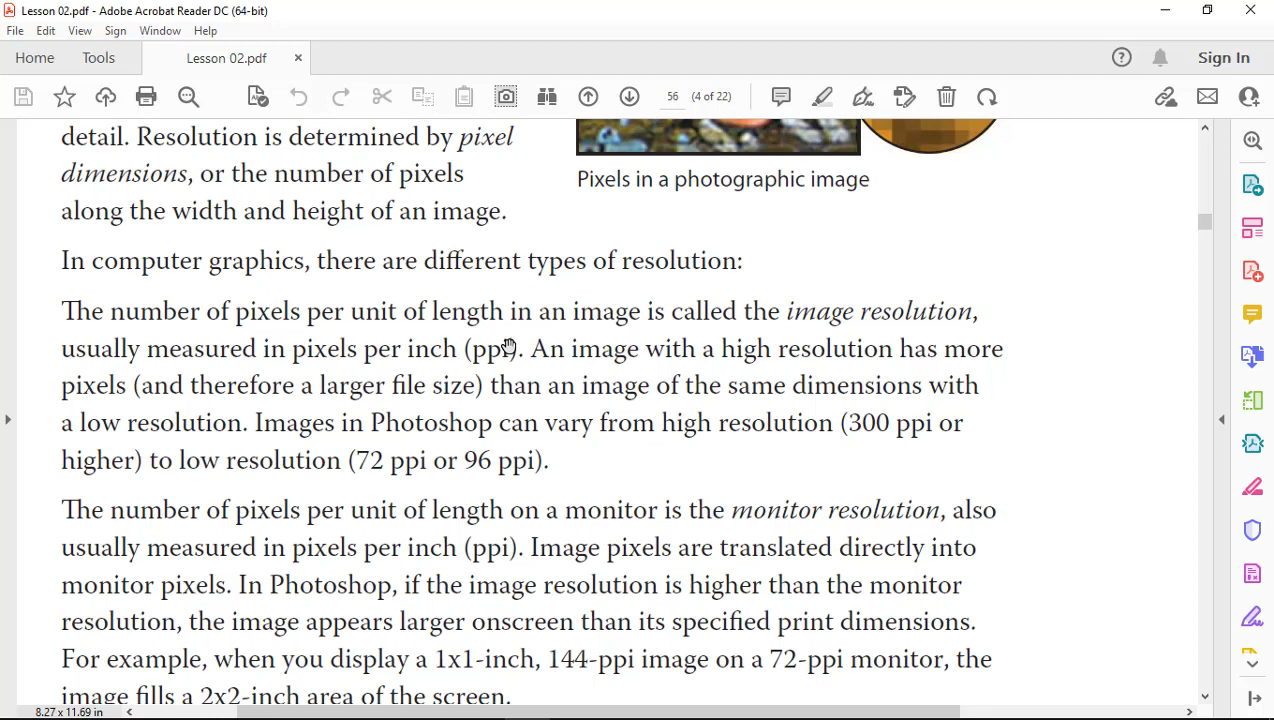 Lesson 02.pdf - Adobe Acrobat Reader DC (64-bit)
File Edit View Sign Window Help
Home Tools Lesson 02.pdf Sign In
56 (4 of 22)
detail. Resolution is determined by pixel
dimensions, or the number of pixels
along the width and height of an image.
Pixels in a photographic image
In computer graphics, there are different types of resolution:
The number of pixels per unit of length in an image is called the image resolution,
usually measured in pixels per inch (ppi). An image with a high resolution has more
pixels (and therefore a larger file size) than an image of the same dimensions with
a low resolution. Images in Photoshop can vary from high resolution (300 ppi or
higher) to low resolution (72 ppi or 96 ppi).
The number of pixels per unit of length on a monitor is the monitor resolution, also
usually measured in pixels per inch (ppi). Image pixels are translated directly into
monitor pixels. In Photoshop, if the image resolution is higher than the monitor
resolution, the image appears larger onscreen than its specified print dimensions.
For example, when you display a 1x1-inch, 144-ppi image on a 72-ppi monitor, the
image fills a 2x2-inch area of the screen.
8.27 x 11.69 in